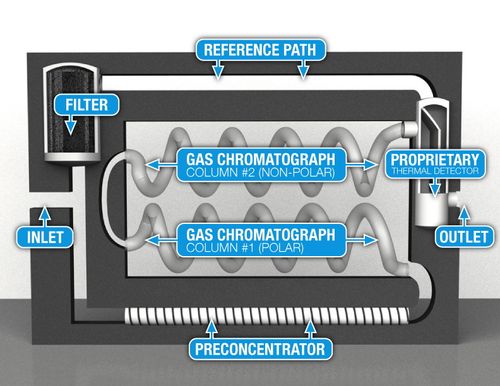 REFERENCE PATH
FILTER
GAS CHROMATOGRAPH
COLUMN #2 (NON-POLAR)
PROPRIETARY
THERMAL DETECTOR
GAS CHROMATOGRAPH
COLUMN #1 (POLAR)
INLET
OUTLET
PRECONCENTRATOR